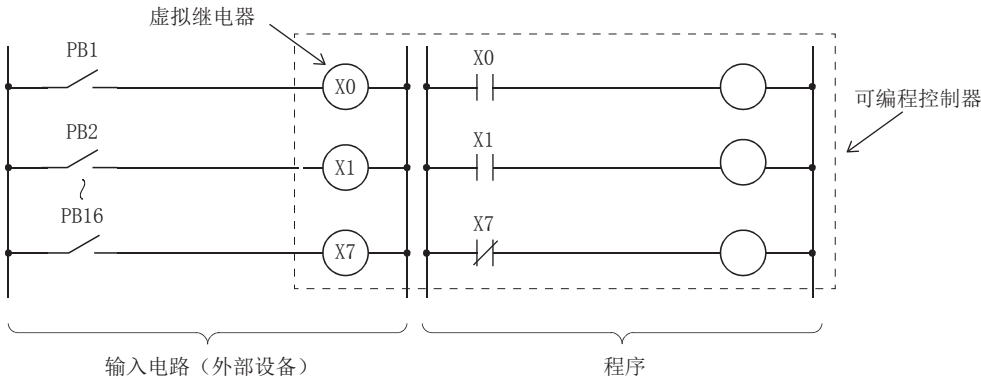 虚拟继电器
PB1
X0
X0
可编程控制器
PB2
X1
X1
PB16
X7
X7
输入电路（外部设备）
程序